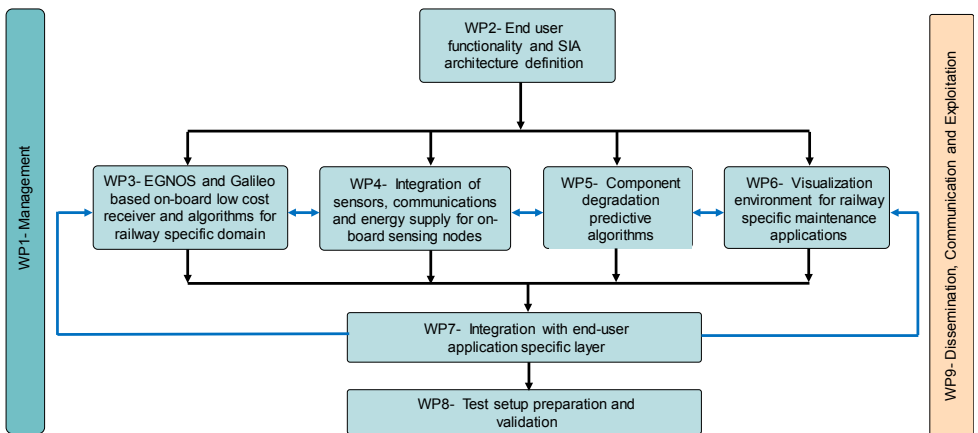 WP1- Management
WP2- End user
functionality and SIA
architecture definition
WP3- EGNOS and Galileo
based on-board low cost
receiver and algorithms for
railway specific domain
WP4- Integration of
sensors, communications
and energy supply for on-
board sensing nodes
WP5- Component
degradation
predictive
algorithms
WP6- Visualization
environment for railway
specific maintenance
applications
WP7- Integration with end-user
application specific layer
WP8- Test setup preparation and
validation
WP9- Dissemination, Communication and Exploitation